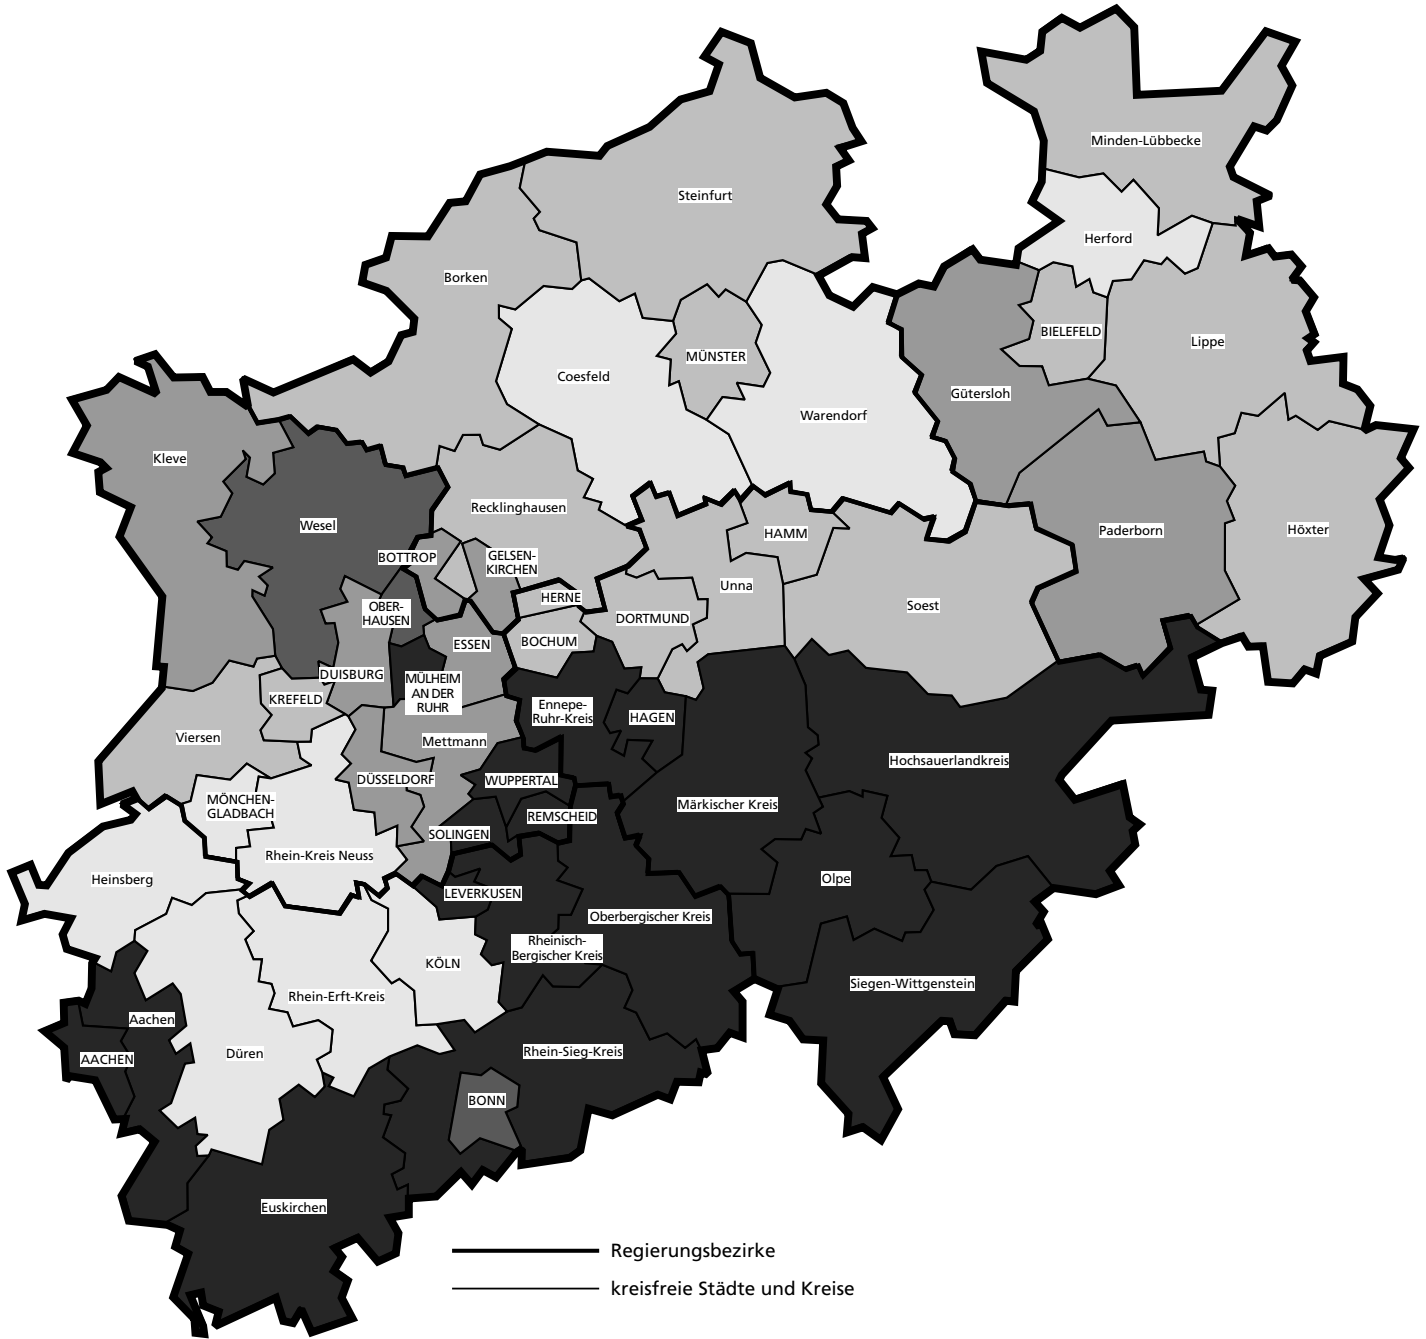 Minden-Lübbecke
Steinfurt
Herford
Borken
BIELEFELD
Lippe
MÜNSTER
Coesfeld
Gütersloh
Warendorf
Kleve
Recklinghausen
Wesel
Paderborn
Höxter
HAMM
BOTTROP
GELSEN-
KIRCHEN
Unna
HERNE
Soest
OBER-
HAUSEN
DORTMUND
ESSEN
BOCHUM
DUISBURG
MÜLHEIM
AN DER
RUHR
KREFELD
Ennepe-
Ruhr-Kreis
HAGEN
Viersen
Mettmann
Hochsauerlandkreis
DÜSSELDORF
WUPPERTAL
MÖNCHEN-
GLADBACH
Märkischer Kreis
REMSCHEID
SOLINGEN
Rhein-Kreis Neuss
Heinsberg
Olpe
LEVERKUSEN
Oberbergischer Kreis
Rheinisch-
Bergischer Kreis
KÖLN
Siegen-Wittgenstein
Rhein-Erft-Kreis
Aachen
Düren
Rhein-Sieg-Kreis
AACHEN
BONN
Euskirchen
Regierungsbezirke
kreisfreie Städte und Kreise